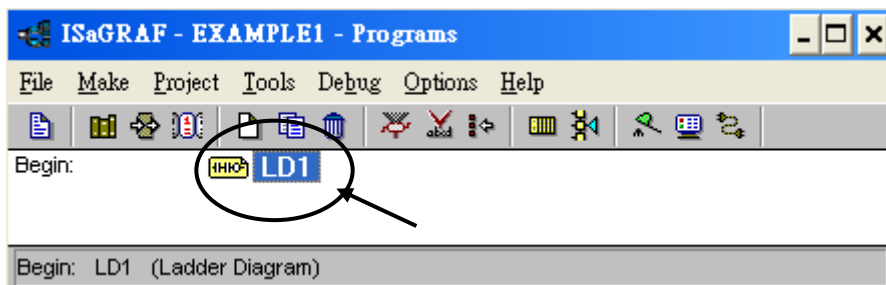 ISaGRAF - EXAMPLE1 - Programs
File Make Project Tools Debug Options Help
Begin: LD1
Begin: LD1 (Ladder Diagram)